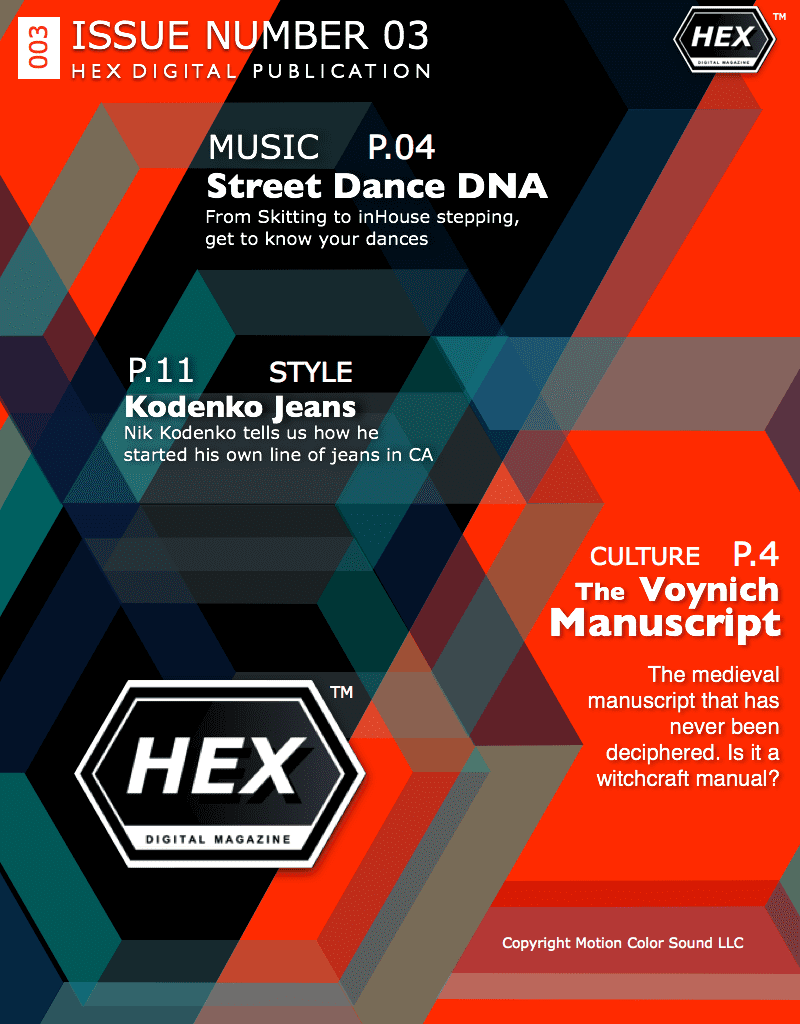 003
ISSUE NUMBER 03
HEX DIGITAL PUBLICATION
HEX
TM
DIGITAL MAGAZINE
MUSIC P.04
Street Dance DNA
From Skitting to inHouse stepping,
get to know your dances
P.11 STYLE
Kodenko Jeans
Nik Kodenko tells us how he
started his own line of jeans in CA
CULTURE P.4
The Voynich
Manuscript
The medieval
manuscript that has
never been
deciphered. Is it a
witchcraft manual?
TM
HEX
DIGITAL MAGAZINE
Copyright Motion Color Sound LLC